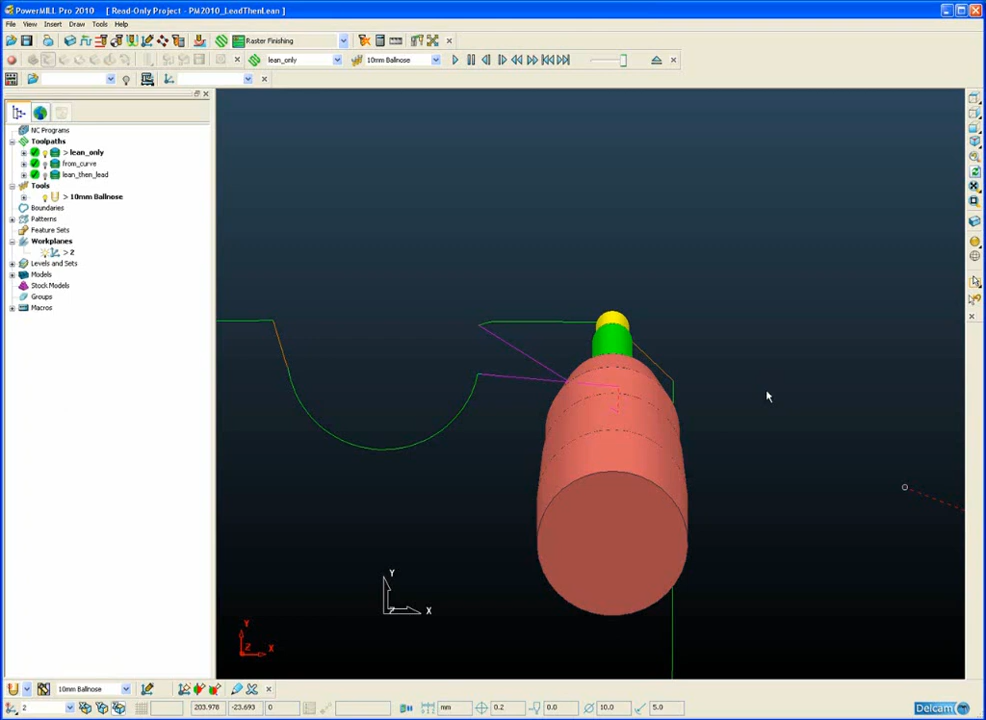 PowerMILL Pro 2010 [ Read-Only Project - PM2010_LeadThenLean ]
File View Insert Draw Tools Help
Raster Finishing
lean_only 10mm Ballnose
NC Programs
Toolpaths
> lean_only
from_curve
lean_then_lead
Tools
> 10mm Ballnose
Boundaries
Patterns
Feature Sets
Workplanes
> 2
Levels and Sets
Models
Stock Models
Groups
Macros
Y
Z X
Y
Z X
10mm Ballnose
2 203.978 -23.693 0 mm 0.2 0.0 10.0 5.0 Delcam